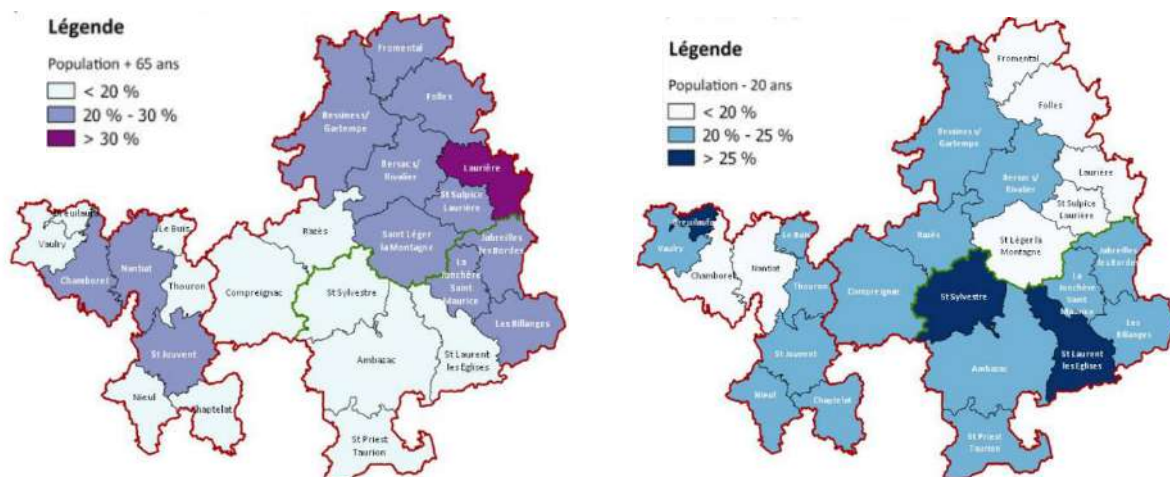 Légende
Population + 65 ans
< 20 %
20 % - 30 %
> 30 %
Fromental
Folles
Bessines s/
Gartempe
Bersac s/
Rivalier
Laurière
St Sulpice
Laurière
Razès
Saint Léger
la Montagne
Jabreilles
les Bordes
La
Jonchère
Saint
Maurice
Les Billanges
Breuilaufa
Vaulry
Le Buis
Chamboret
Nantiat
Thouron
Compreignac
St Sylvestre
St Jouvent
Ambazac
St Laurent
les Eglises
Nieul
Chaptelat
St Priest
Taurion
Légende
Population - 20 ans
< 20 %
20 % - 25 %
> 25 %
Fromental
Folles
Bessines s/
Gartempe
Bersac s/
Rivalier
Laurière
St Sulpice
Laurière
Razès
St Léger la
Montagne
Jabreilles
les Bordes
La
Jonchère
Saint
Maurice
Les
Billanges
Breuilaufa
Vaulry
Le Buis
Chamboret
Nantiat
Thouron
Compreignac
St Sylvestre
St Jouvent
Ambazac
St Laurent
les Eglises
Nieul
Chaptelat
St Priest
Taurion